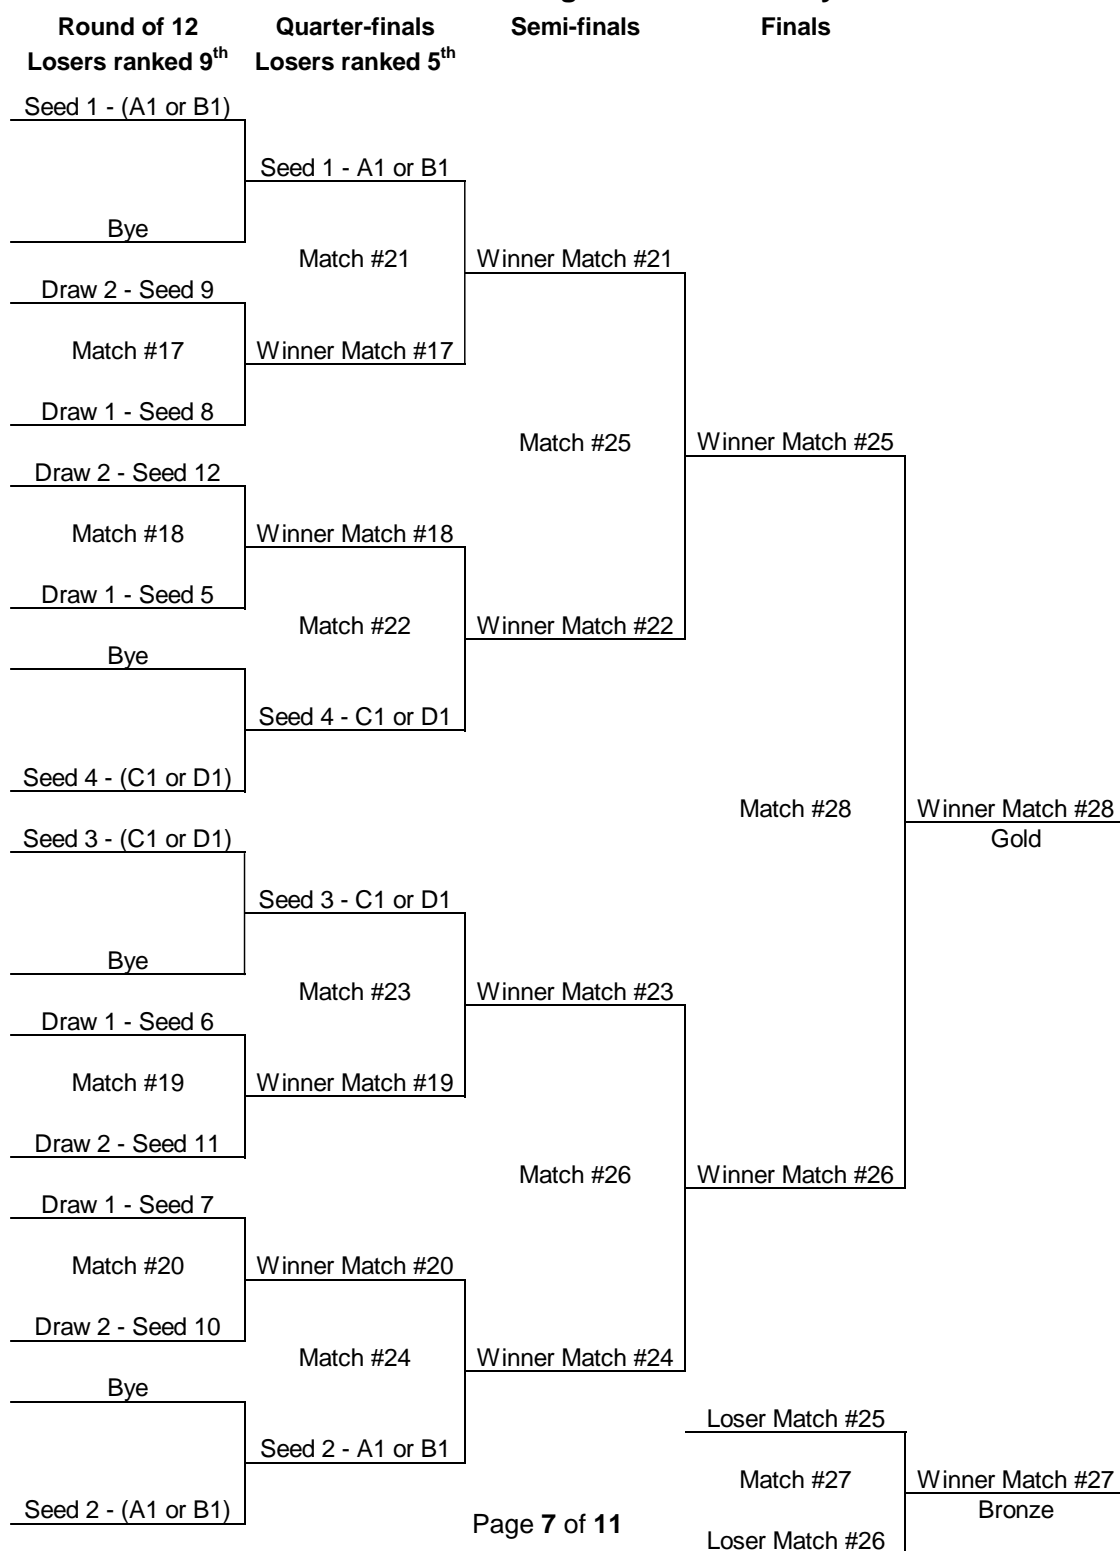 Round of 12 Quarter-finals Semi-finals Finals
Losers ranked 9th Losers ranked 5th
Seed 1 - (A1 or B1)
Seed 1 - A1 or B1
Bye
Match #21 Winner Match #21
Draw 2 - Seed 9
Match #17 Winner Match #17
Draw 1 - Seed 8
Match #25 Winner Match #25
Draw 2 - Seed 12
Match #18 Winner Match #18
Draw 1 - Seed 5
Match #22 Winner Match #22
Bye
Seed 4 - C1 or D1
Seed 4 - (C1 or D1)
Match #28 Winner Match #28
Seed 3 - (C1 or D1) Gold
Seed 3 - C1 or D1
Bye
Match #23 Winner Match #23
Draw 1 - Seed 6
Match #19 Winner Match #19
Draw 2 - Seed 11
Match #26 Winner Match #26
Draw 1 - Seed 7
Match #20 Winner Match #20
Draw 2 - Seed 10
Match #24 Winner Match #24
Bye
Loser Match #25
Seed 2 - A1 or B1
Match #27 Winner Match #27
Seed 2 - (A1 or B1) Bronze
Page 7 of 11
Loser Match #26